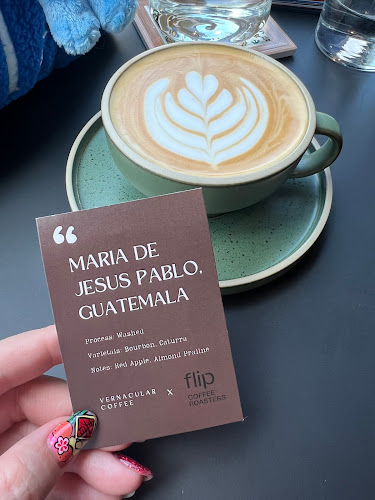 “
MARIA DE
JESUS PABLO,
GUATEMALA
Process: Washed
Varietals: Bourbon, Caturra
Notes: Red Apple, Almond Praline
VERNACULAR
COFFEE
X
flip
COFFEE
ROASTERS